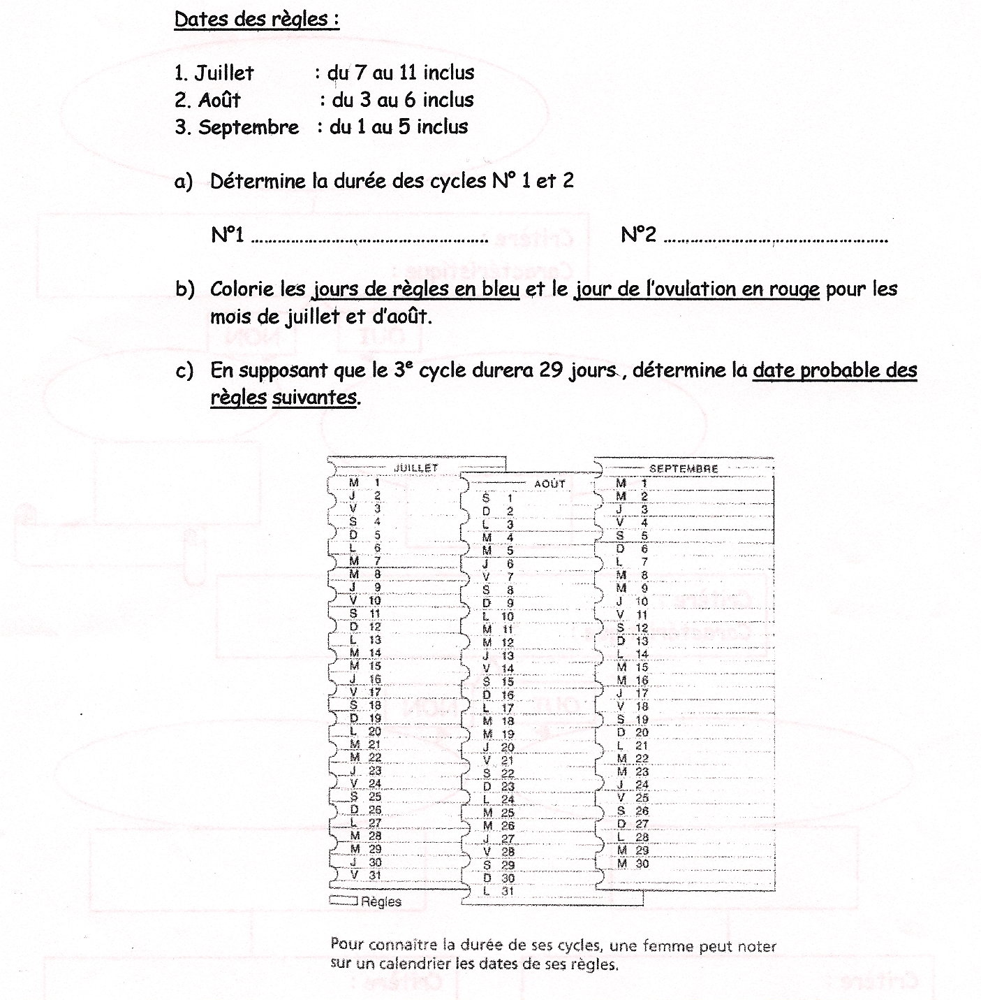 Dates des règles :
1. Juillet : du 7 au 11 inclus
2. Août : du 3 au 6 inclus
3. Septembre : du 1 au 5 inclus
a) Détermine la durée des cycles N° 1 et 2
N°1 ........................................................ N°2 ........................................................
b) Colorie les jours de règles en bleu et le jour de l'ovulation en rouge pour les
mois de juillet et d'août.
c) En supposant que le 3e cycle durera 29 jours, détermine la date probable des
règles suivantes.
JUILLET
M 1
J 2
V 3
S 4
D 5
L 6
M 7
M 8
J 9
V 10
S 11
D 12
L 13
M 14
M 15
J 16
V 17
S 18
D 19
L 20
M 21
M 22
J 23
V 24
S 25
D 26
L 27
M 28
M 29
J 30
V 31
AOÛT
S 1
D 2
L 3
M 4
M 5
J 6
V 7
S 8
D 9
L 10
M 11
M 12
J 13
V 14
S 15
D 16
L 17
M 18
M 19
J 20
V 21
S 22
D 23
L 24
M 25
M 26
J 27
V 28
S 29
D 30
L 31
SEPTEMBRE
M 1
M 2
J 3
V 4
S 5
D 6
L 7
M 8
M 9
J 10
V 11
S 12
D 13
L 14
M 15
M 16
J 17
V 18
S 19
D 20
L 21
M 22
M 23
J 24
V 25
S 26
D 27
L 28
M 29
M 30
Règles
Pour connaître la durée de ses cycles, une femme peut noter
sur un calendrier les dates de ses règles.